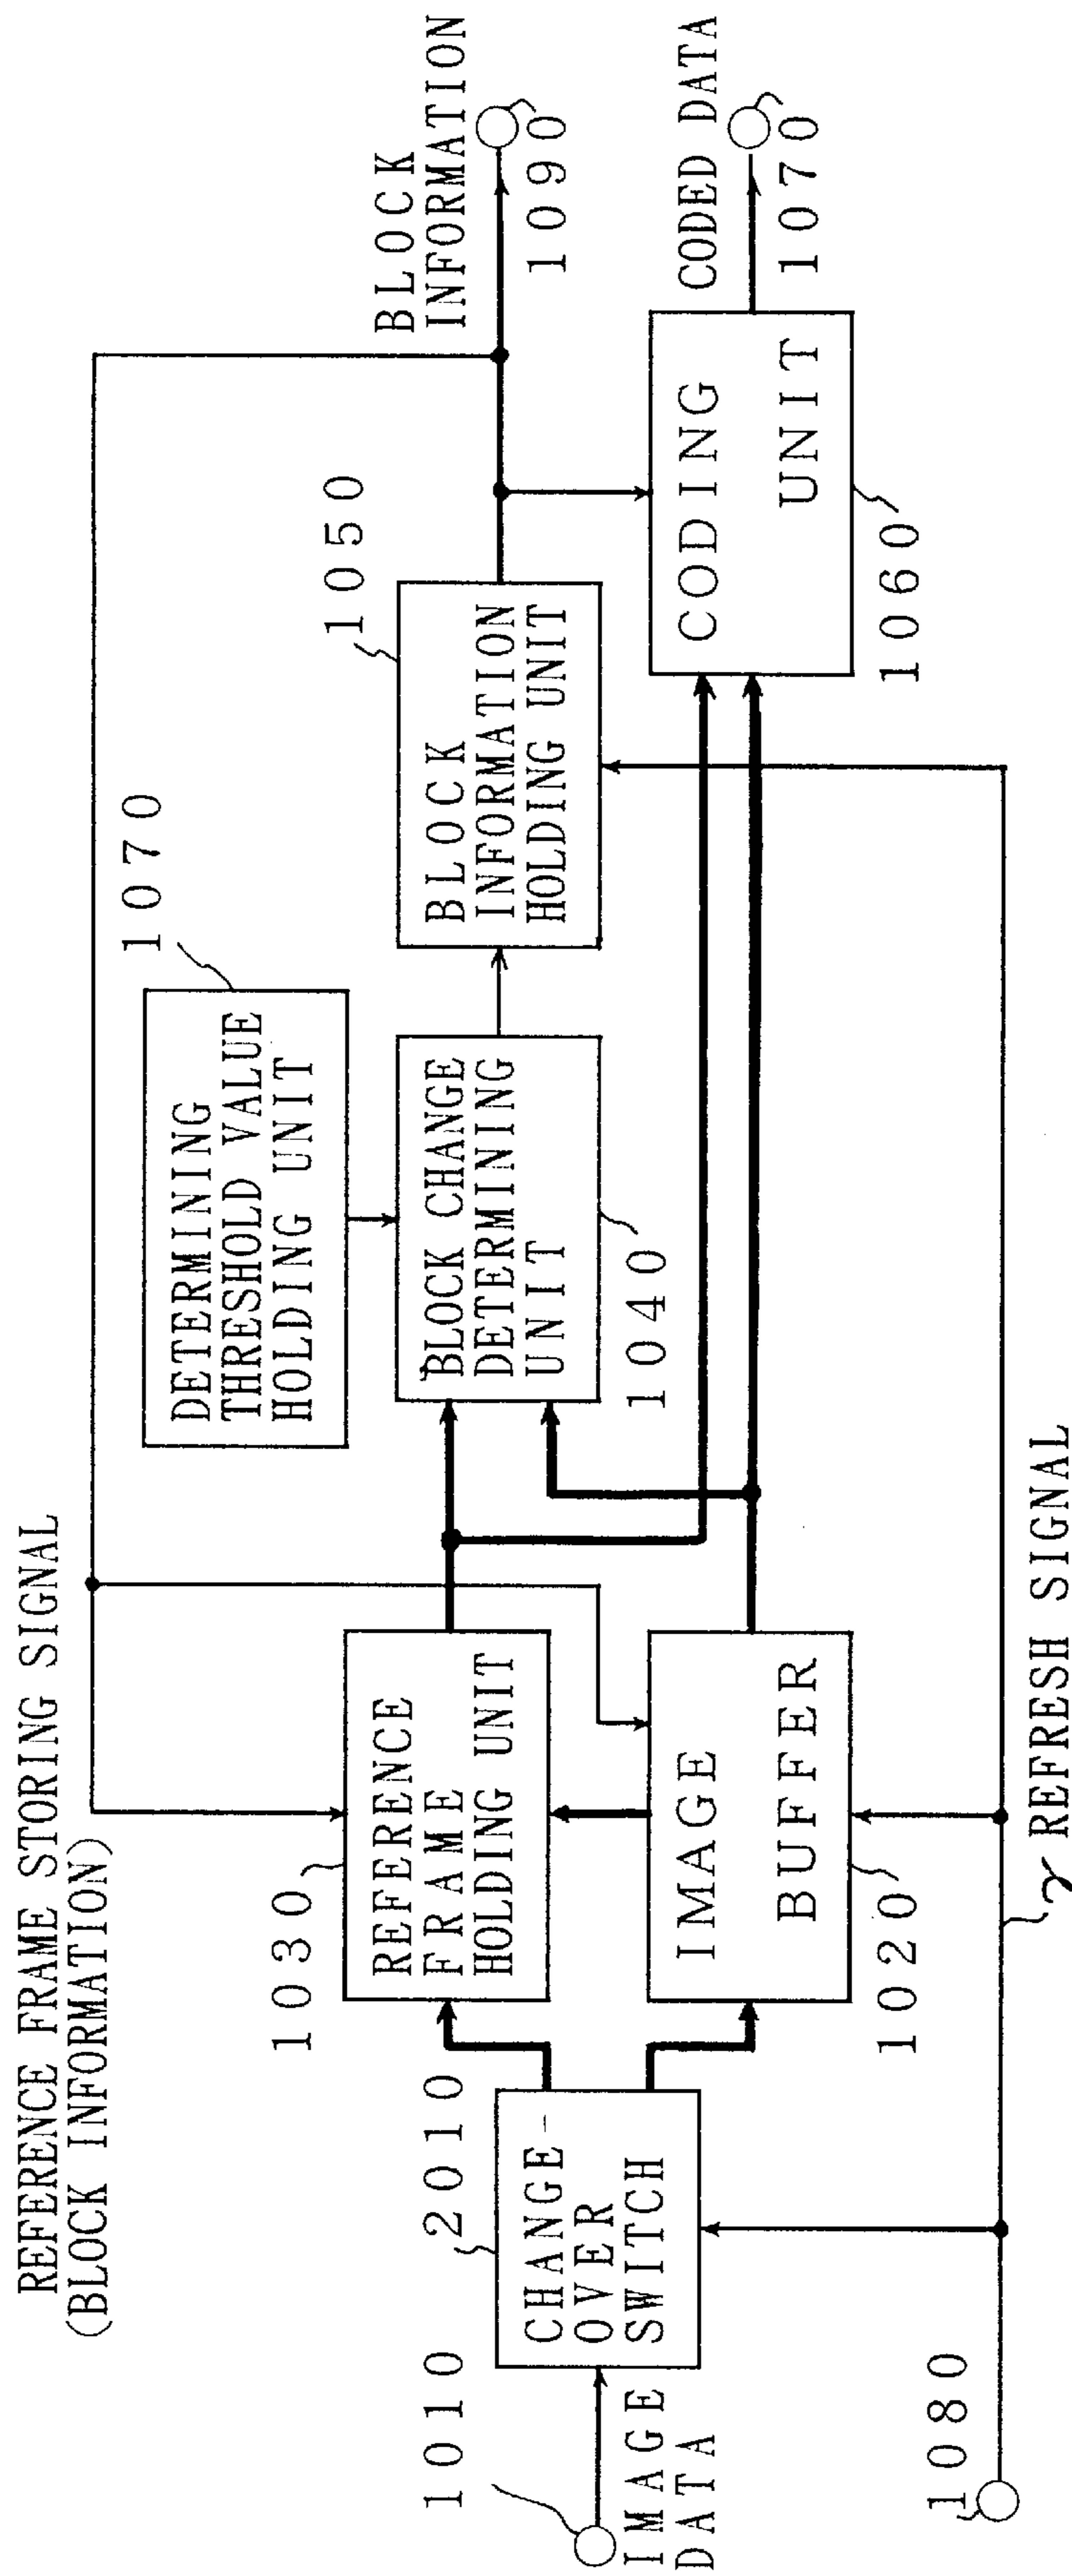 REFERENCE FRAME STORING SIGNAL
(BLOCK INFORMATION)
1010
IMAGE
DATA
2010
CHANGE-
OVER
SWITCH
1030
REFERENCE
FRAME
HOLDING UNIT
IMAGE
BUFFER
1020
1070
DETERMINING
THRESHOLD VALUE
HOLDING UNIT
BLOCK CHANGE
DETERMINING
UNIT
1040
1050
BLOCK
INFORMATION
HOLDING UNIT
CODING
UNIT
1060
BLOCK
INFORMATION
1090
CODED DATA
1070
1080
γ REFRESH SIGNAL